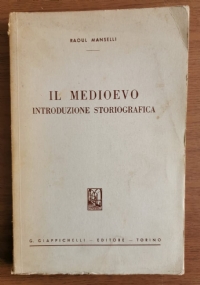 RAOUL MANSELLI
IL MEDIOEVO
INTRODUZIONE STORIOGRAFICA
G. GIAPPICHELLI - EDITORE - TORINO